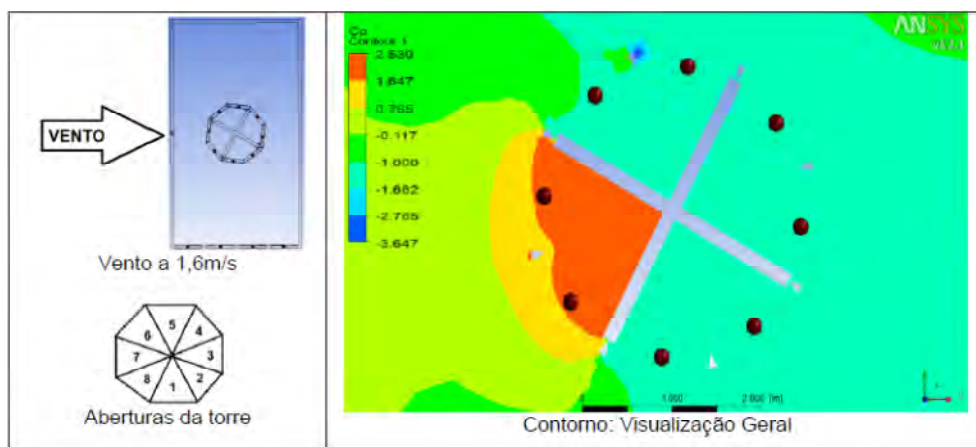 VENTO
Vento a 1,6m/s
5
6
4
7
3
8
2
1
Aberturas da torre
Contour 1
2.530
1.647
0.765
-0.117
-1.000
-1.882
-2.765
-3.647
ANSYS
0
1.000
2.000 (m)
Contorno: Visualização Geral